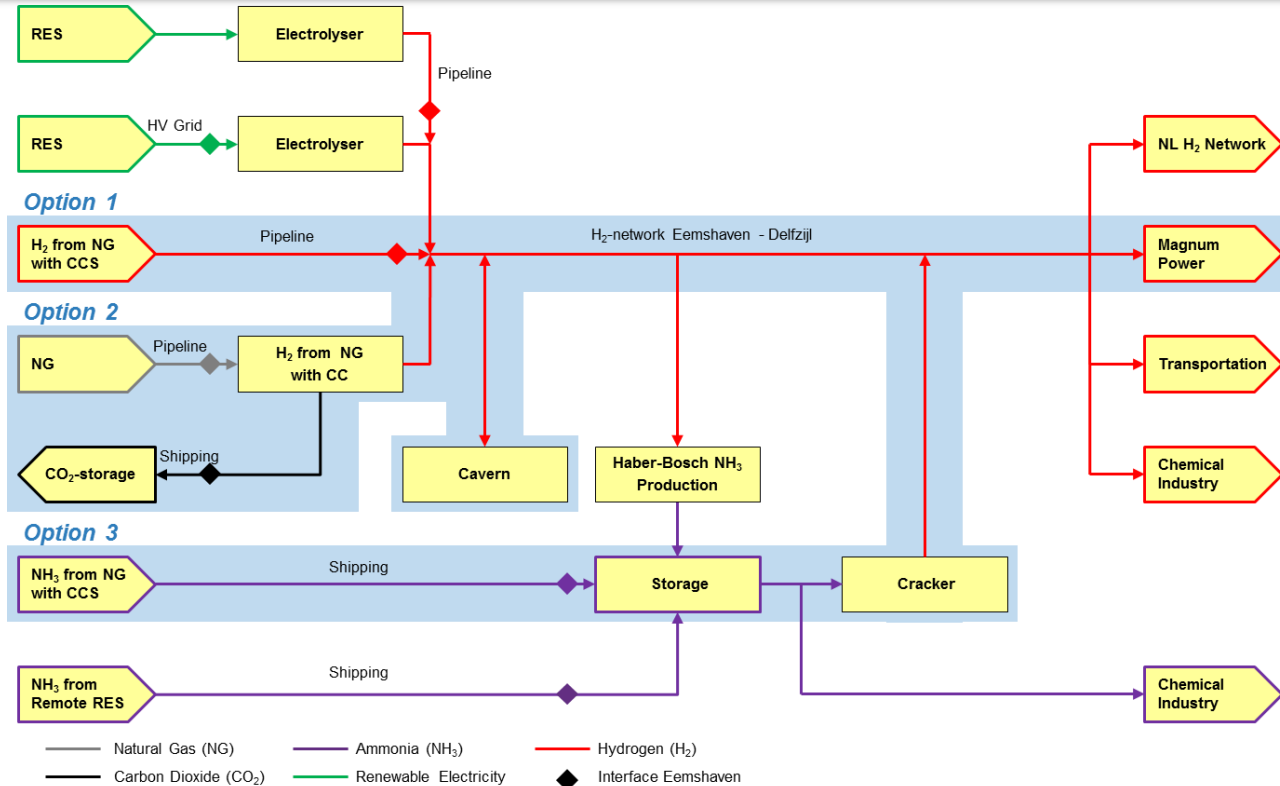 RES
Electrolyser
Pipeline
HV Grid
RES
Electrolyser
NL H₂ Network
Option 1
H₂ from NG
with CCS
Pipeline
H₂-network Eemshaven - Delfzijl
Magnum
Power
Option 2
NG
Pipeline
H₂ from NG
with CC
Transportation
CO₂-storage
Shipping
Cavern
Haber-Bosch NH₃
Production
Chemical
Industry
Option 3
NH₃ from NG
with CCS
Shipping
Storage
Cracker
NH₃ from
Remote RES
Shipping
Chemical
Industry
Natural Gas (NG)
Ammonia (NH₃)
Hydrogen (H₂)
Carbon Dioxide (CO₂)
Renewable Electricity
Interface Eemshaven